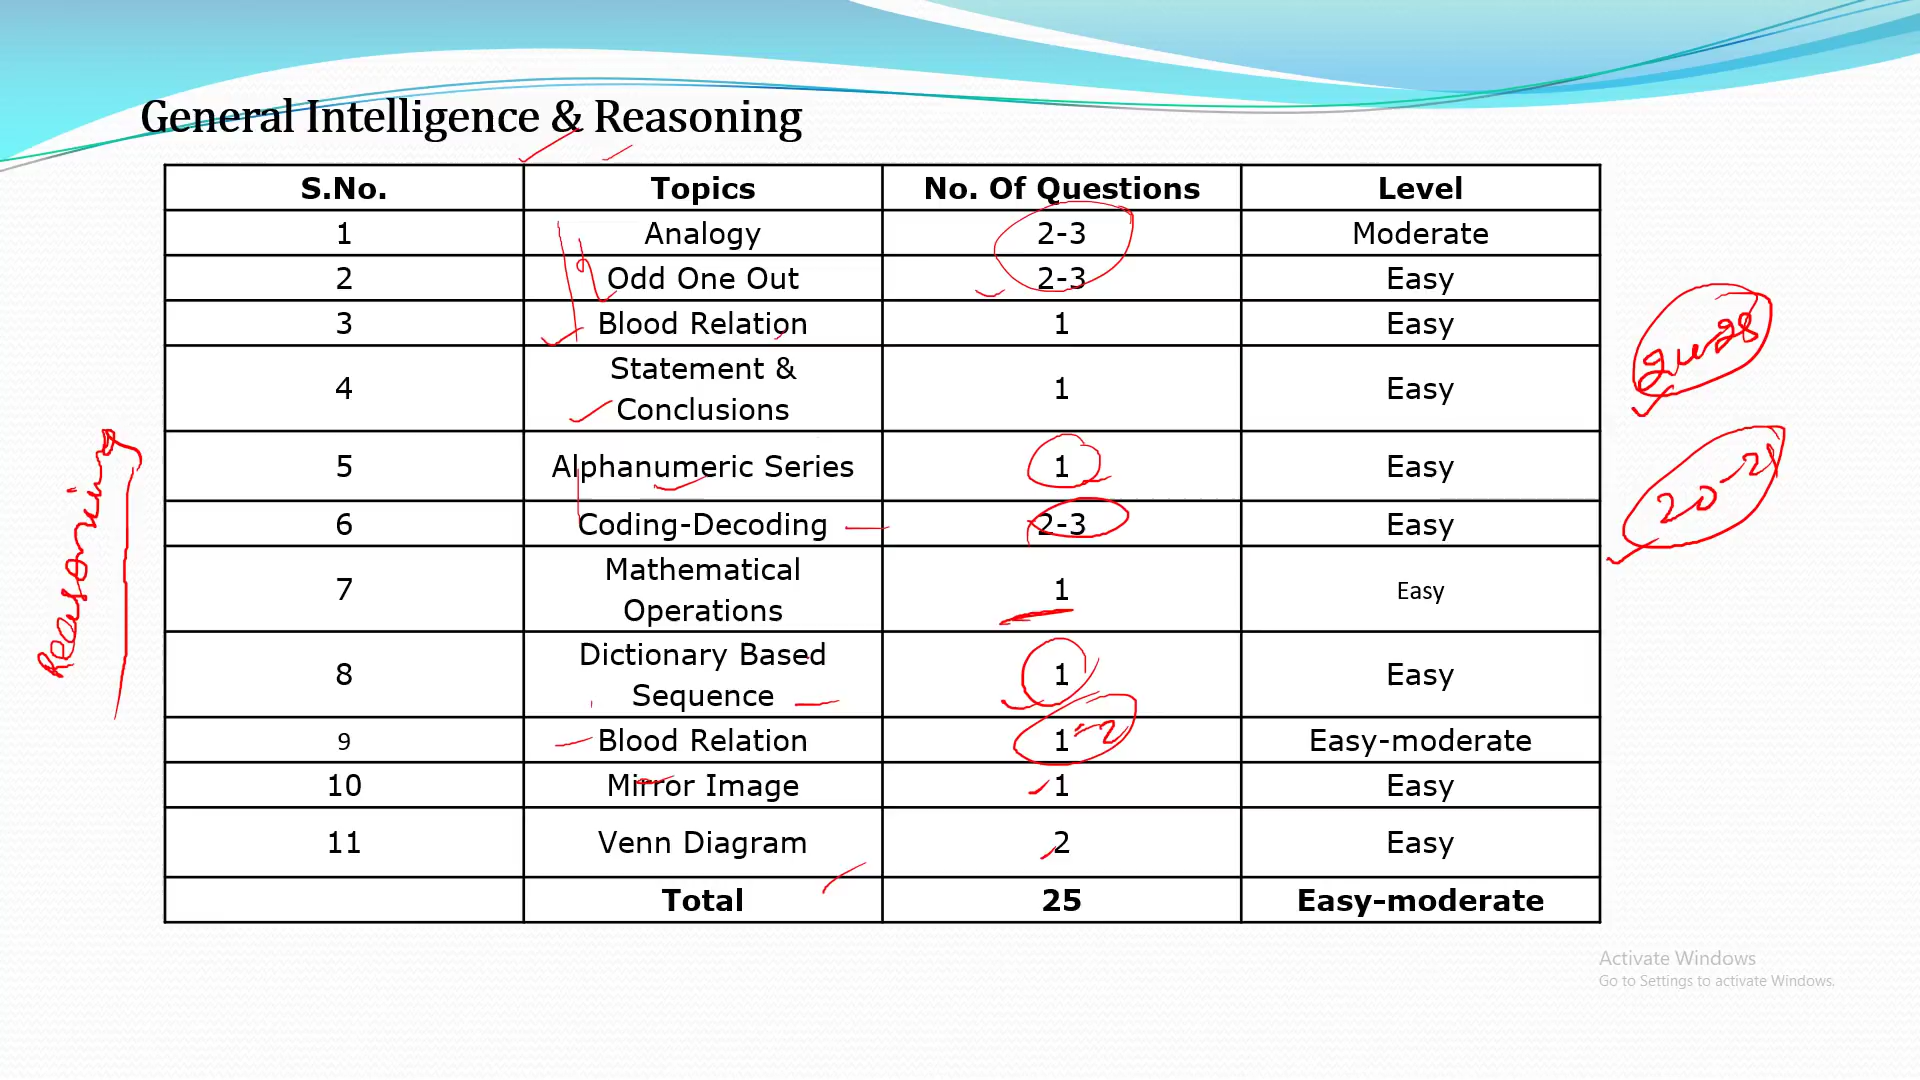 General Intelligence & Reasoning
S.No. Topics No. Of Questions Level
1 Analogy 2-3 Moderate
2 Odd One Out 2-3 Easy
3 Blood Relation 1 Easy
4 Statement & Conclusions 1 Easy
5 Alphanumeric Series 1 Easy
6 Coding-Decoding 2-3 Easy
7 Mathematical Operations 1 Easy
8 Dictionary Based Sequence 1 Easy
9 Blood Relation 1-2 Easy-moderate
10 Mirror Image 1 Easy
11 Venn Diagram 2 Easy
Total 25 Easy-moderate
Reasoning
20-21
Activate Windows
Go to Settings to activate Windows.